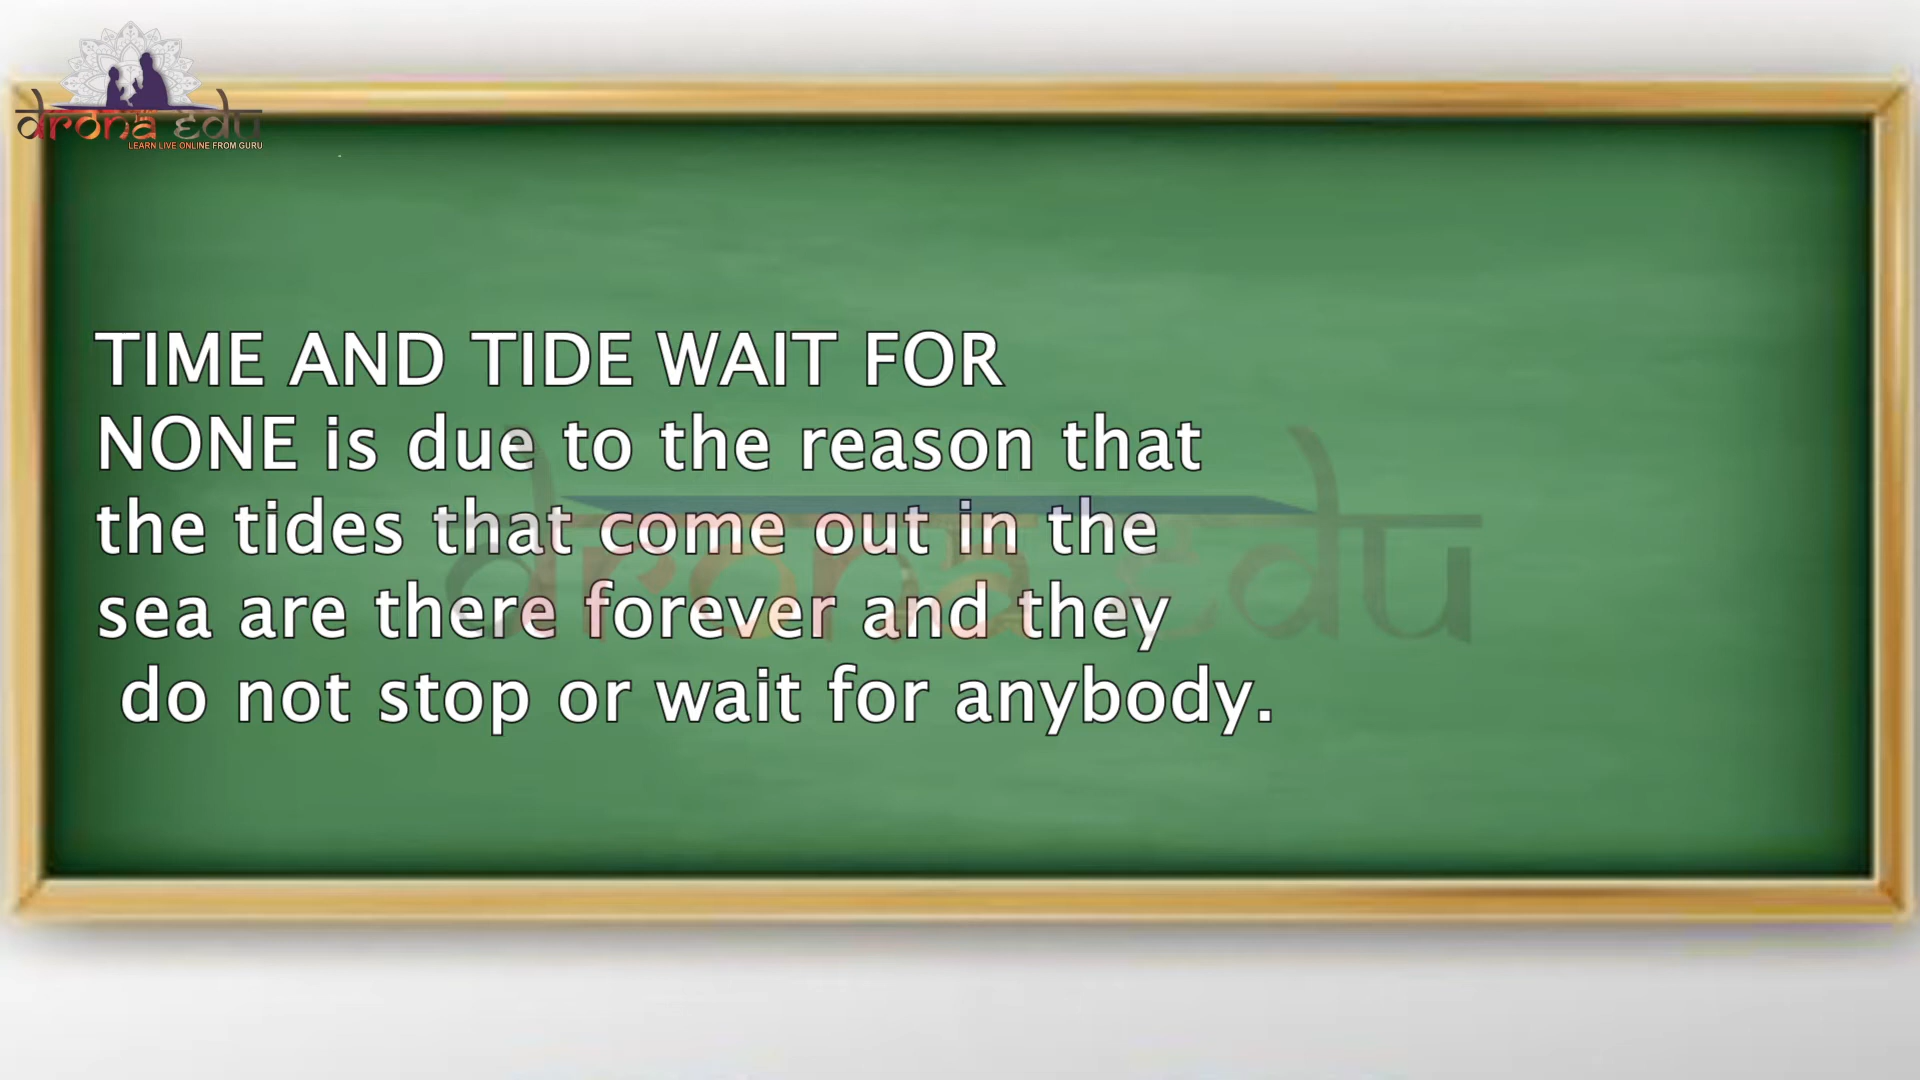 drona edu
LEARN LIVE ONLINE FROM GURU
TIME AND TIDE WAIT FOR
NONE is due to the reason that
the tides that come out in the
sea are there forever and they
do not stop or wait for anybody.
drona edu